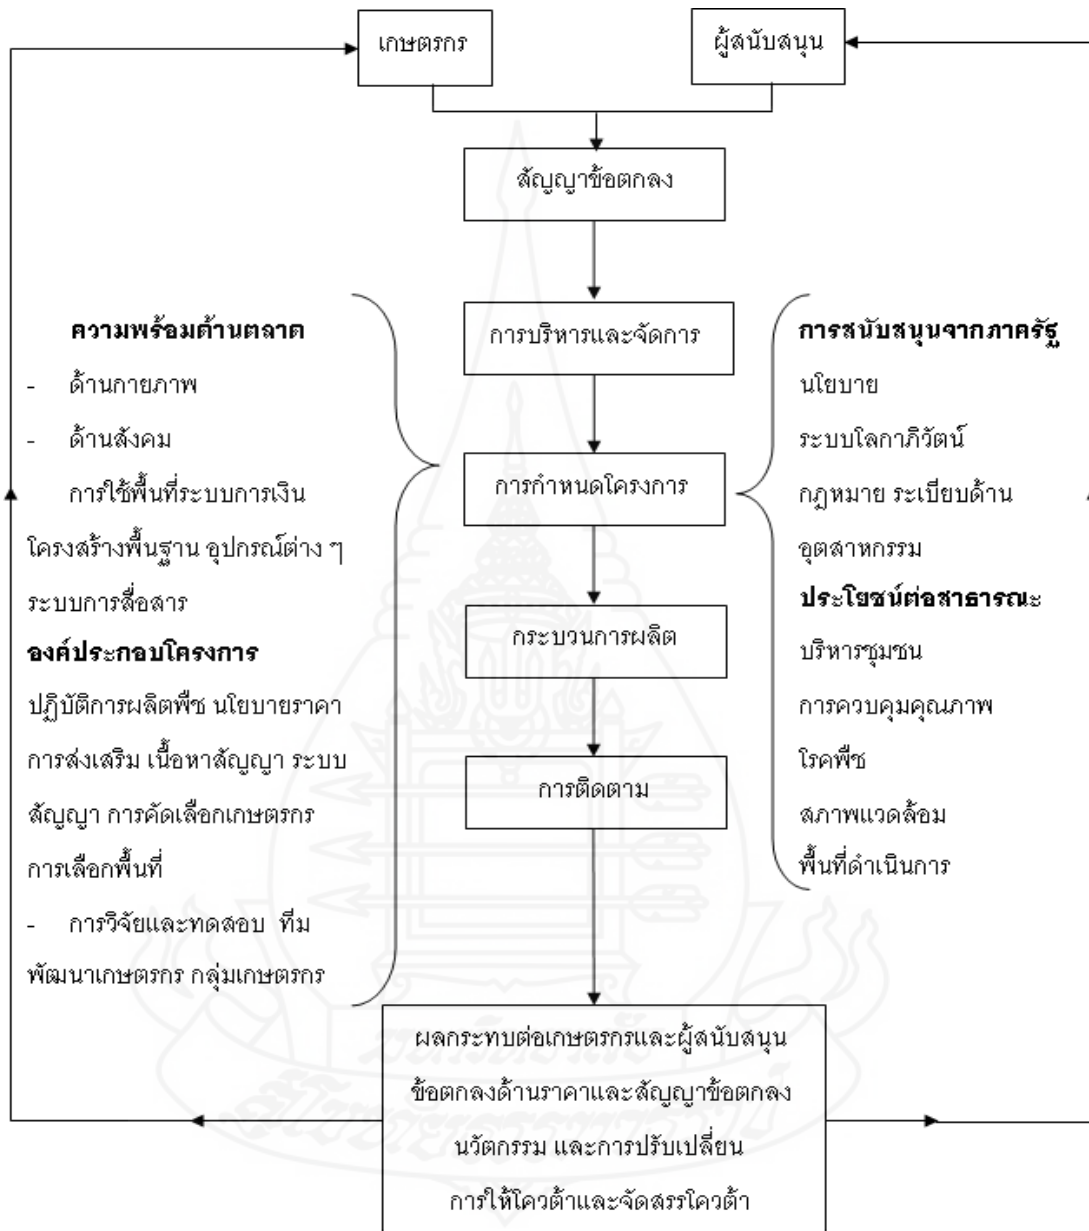 เกษตรกร
ผู้สนับสนุน
สัญญาข้อตกลง
การบริหารและจัดการ
การกำหนดโครงการ
กระบวนการผลิต
การติดตาม
ความพร้อมด้านตลาด
- ด้านกายภาพ
- ด้านสังคม
การใช้พื้นที่ระบบการเงิน
โครงสร้างพื้นฐาน อุปกรณ์ต่าง ๆ
ระบบการสื่อสาร
องค์ประกอบโครงการ
ปฏิบัติการผลิตพืช นโยบายราคา
การส่งเสริม เนื้อหาสัญญา ระบบ
สัญญา การคัดเลือกเกษตรกร
การเลือกพื้นที่
- การวิจัยและทดสอบ ทีม
พัฒนาเกษตรกร กลุ่มเกษตรกร
การสนับสนุนจากภาครัฐ
นโยบาย
ระบบโลกาภิวัตน์
กฎหมาย ระเบียบด้าน
อุตสาหกรรม
ประโยชน์ต่อสาธารณะ
บริหารชุมชน
การควบคุมคุณภาพ
โรคพืช
สภาพแวดล้อม
พื้นที่ดำเนินการ
ผลกระทบต่อเกษตรกรและผู้สนับสนุน
ข้อตกลงด้านราคาและสัญญาข้อตกลง
นวัตกรรม และการปรับเปลี่ยน
การให้โควต้าและจัดสรรโควต้า